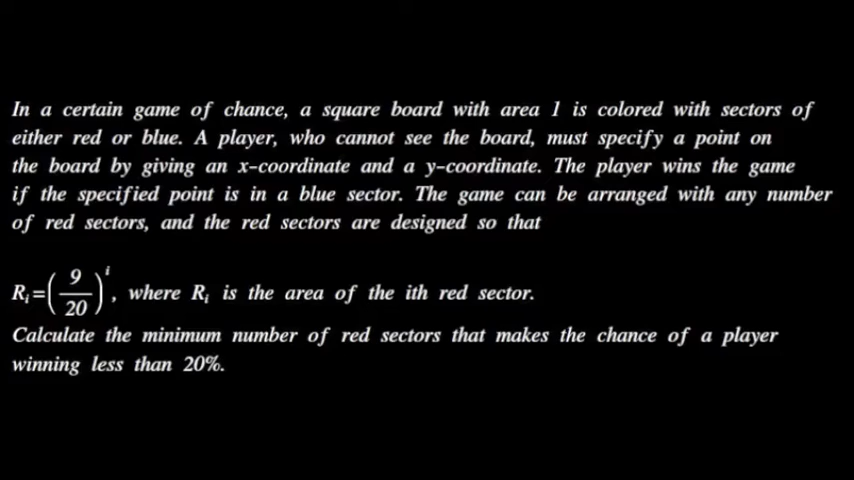 In a certain game of chance, a square board with area 1 is colored with sectors of
either red or blue. A player, who cannot see the board, must specify a point on
the board by giving an x-coordinate and a y-coordinate. The player wins the game
if the specified point is in a blue sector. The game can be arranged with any number
of red sectors, and the red sectors are designed so that
R_i=(9/20)^i, where R_i is the area of the ith red sector.
Calculate the minimum number of red sectors that makes the chance of a player
winning less than 20%.